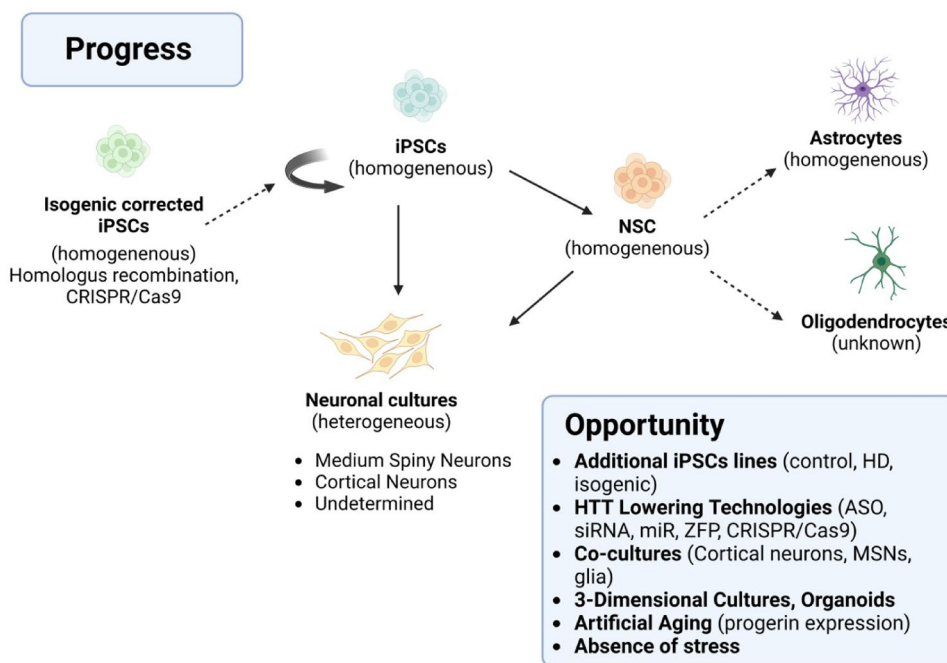 Progress
iPSCs
(homogenenous)
Isogenic corrected
iPSCs
(homogenenous)
Homologus recombination,
CRISPR/Cas9
NSC
(homogenenous)
Astrocytes
(homogenenous)
Oligodendrocytes
(unknown)
Neuronal cultures
(heterogeneous)
• Medium Spiny Neurons
• Cortical Neurons
• Undetermined
Opportunity
• Additional iPSCs lines (control, HD,
isogenic)
• HTT Lowering Technologies (ASO,
siRNA, miR, ZFP, CRISPR/Cas9)
• Co-cultures (Cortical neurons, MSNs,
glia)
• 3-Dimensional Cultures, Organoids
• Artificial Aging (progerin expression)
• Absence of stress